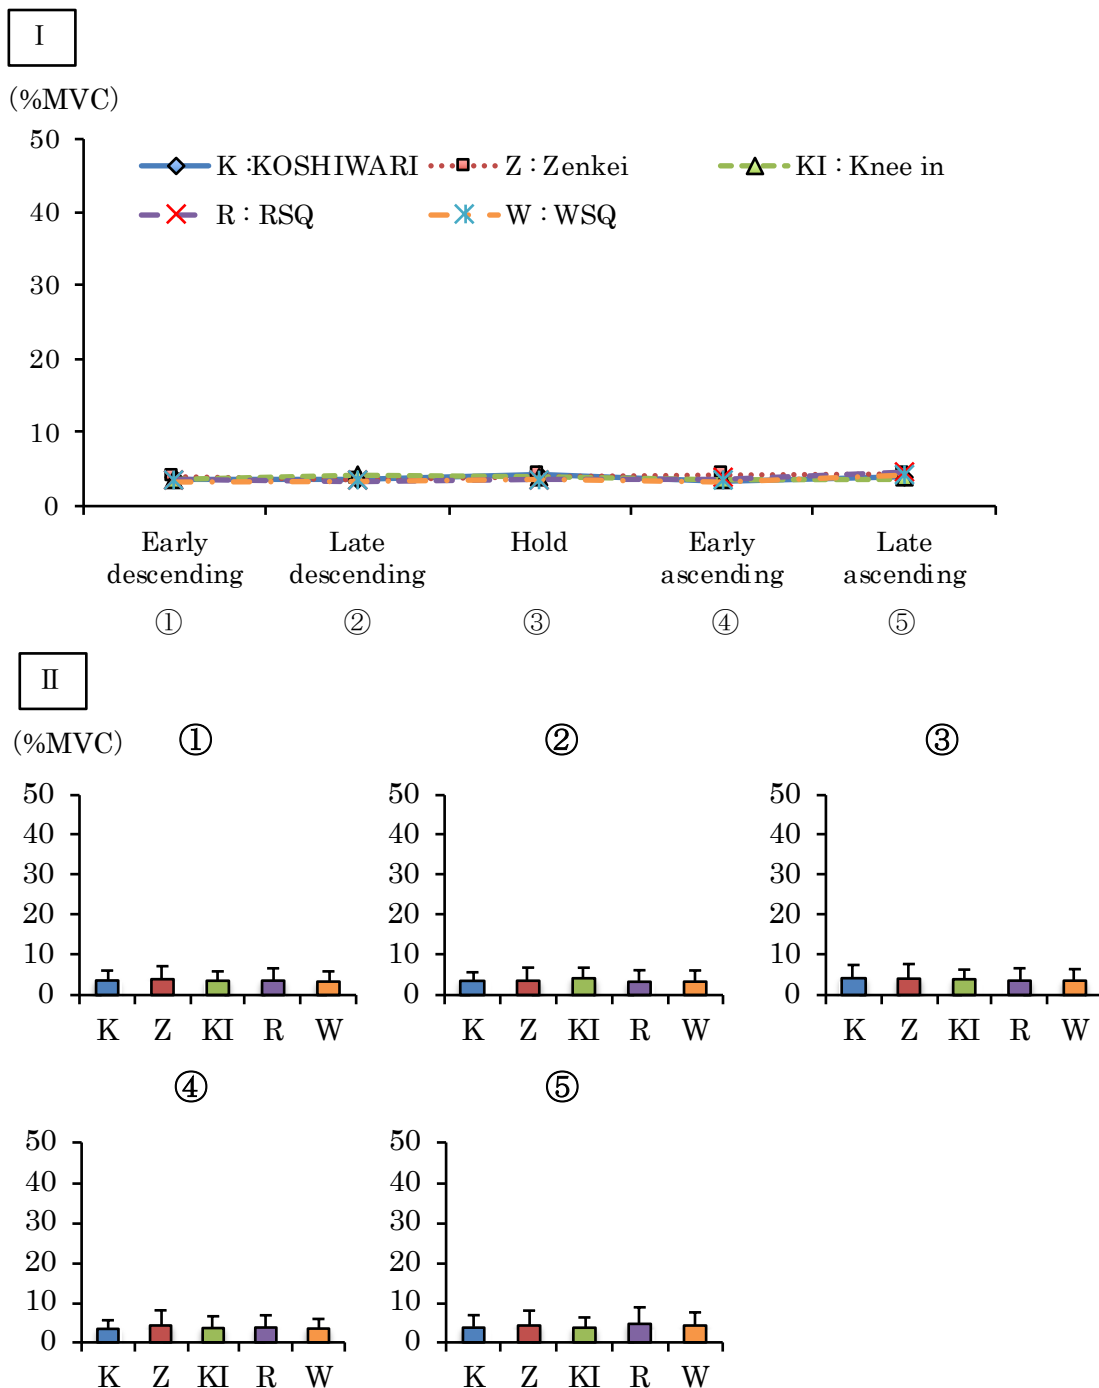 Ⅰ
(%MVC)
50
K :KOSHIWARI Z : Zenkei KI : Knee in
40
R : RSQ W : WSQ
30
20
10
0
Early descending Late descending Hold Early ascending Late ascending
① ② ③ ④ ⑤
Ⅱ
(%MVC) ① ② ③
50 50 50
40 40 40
30 30 30
20 20 20
10 10 10
0 0 0
K Z KI R W K Z KI R W K Z KI R W
④ ⑤
50 50
40 40
30 30
20 20
10 10
0 0
K Z KI R W K Z KI R W